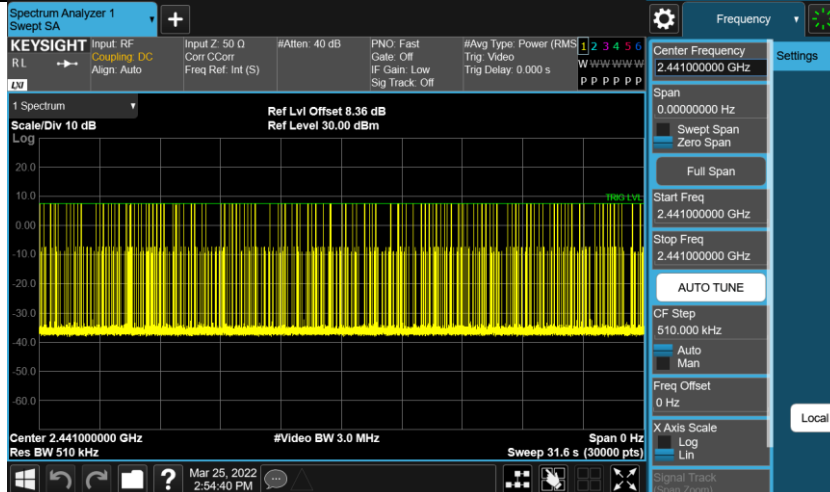 Spectrum Analyzer 1
Swept SA
Frequency
KEYSIGHT
RL
LXI
Input: RF
Coupling: DC
Align: Auto
Input Z: 50 Ω
Corr CCorr
Freq Ref: Int (S)
#Atten: 40 dB
PNO: Fast
Gate: Off
IF Gain: Low
Sig Track: Off
#Avg Type: Power (RMS
Trig: Video
Trig Delay: 0.000 s
1 2 3 4 5 6
W W W W W W
P P P P P P
1 Spectrum
Scale/Div 10 dB
Log
Ref Lvl Offset 8.36 dB
Ref Level 30.00 dBm
20.0
10.0
0.00
-10.0
-20.0
-30.0
-40.0
-50.0
-60.0
TRIG LVL
Center 2.441000000 GHz
Res BW 510 kHz
#Video BW 3.0 MHz
Span 0 Hz
Sweep 31.6 s (30000 pts)
Mar 25, 2022
2:54:40 PM
Center Frequency
2.441000000 GHz
Settings
Span
0.00000000 Hz
Swept Span
Zero Span
Full Span
Start Freq
2.441000000 GHz
Stop Freq
2.441000000 GHz
AUTO TUNE
CF Step
510.000 kHz
Auto
Man
Freq Offset
0 Hz
X Axis Scale
Log
Lin
Local
Signal Track
(Span Zoom)